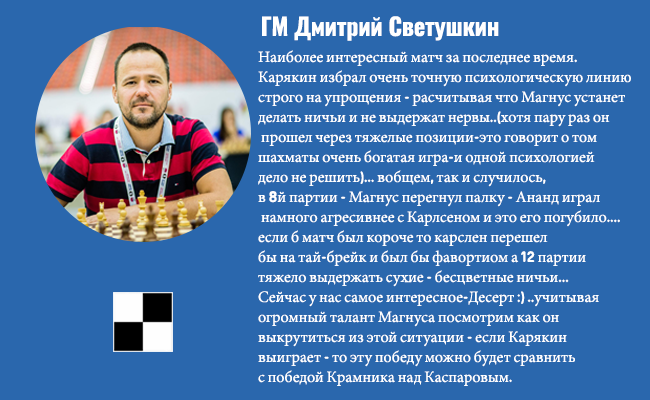 ГМ Дмитрий Светушкин
Наиболее интересный матч за последнее время.
Карякин избрал очень точную психологическую линию
строго на упрощения - расчитывая что Магнус устанет
делать ничьи и не выдержат нервы..(хотя пару раз он
прошел через тяжелые позиции-это говорит о том
шахматы очень богатая игра-и одной психологией
дело не решить)... вобщем, так и случилось,
в 8й партии - Магнус перегнул палку - Ананд играл
намного агресивнее с Карлсеном и это его погубило....
если б матч был короче то карслен перешел
бы на тай-брейк и был бы фавортиом а 12 партии
тяжело выдержать сухие - бесцветные ничьи...
Сейчас у нас самое интересное-Десерт :) ..учитывая
огромный талант Магнуса посмотрим как он
выкрутиться из этой ситуации - если Карякин
выиграет - то эту победу можно будет сравнить
с победой Крамника над Каспаровым.